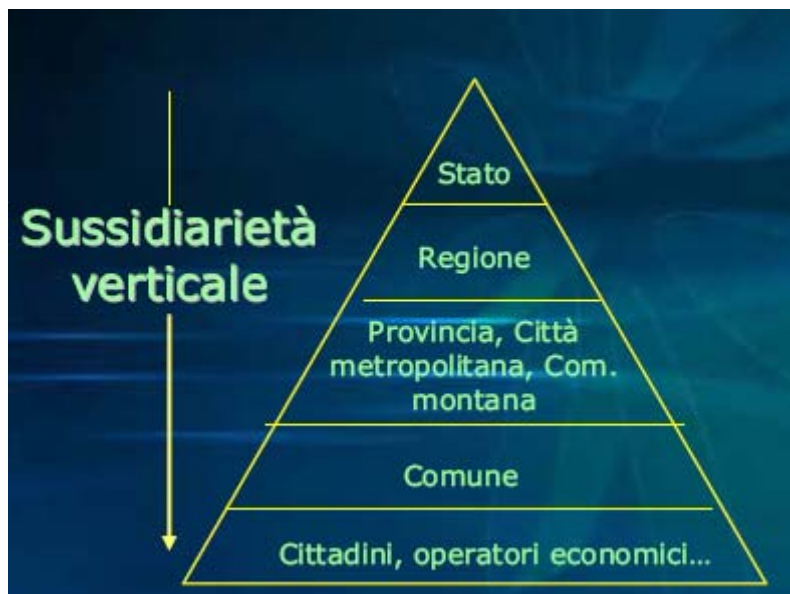 Sussidiarietà
verticale
Stato
Regione
Provincia, Città
metropolitana, Com.
montana
Comune
Cittadini, operatori economici...